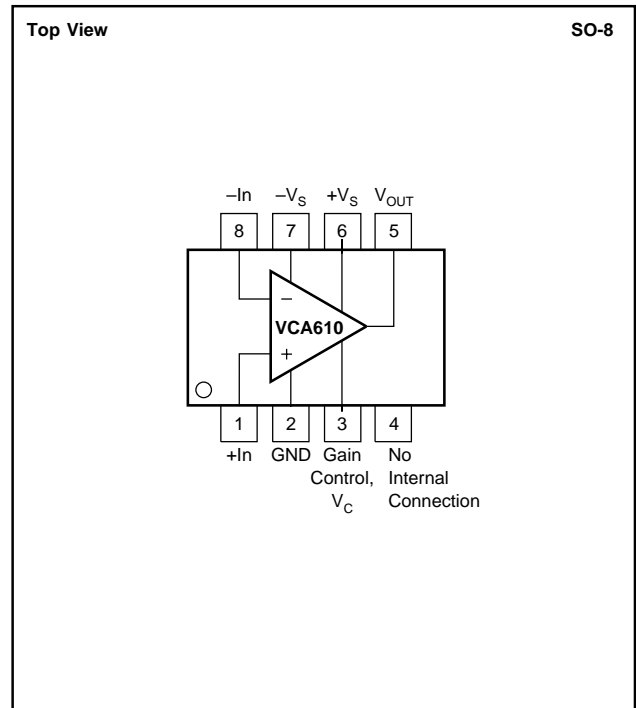 Top View SO-8
–In –VS +VS VOUT
8 7 6 5
–
VCA610
+
1 2 3 4
+In GND Gain No
Control, Internal
VC Connection